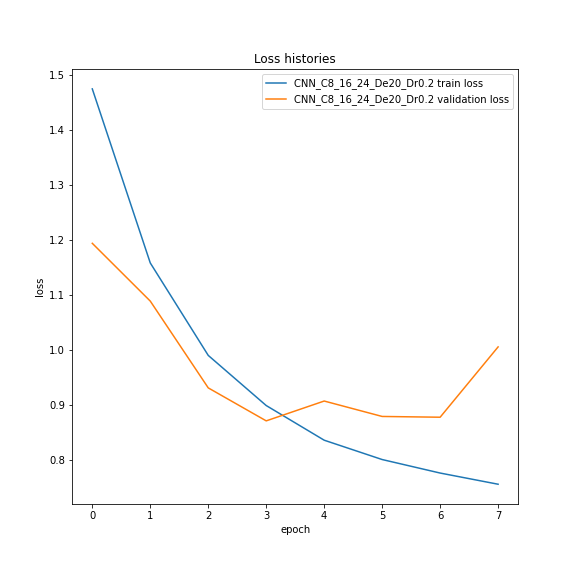 Loss histories
CNN_C8_16_24_De20_Dr0.2 train loss
CNN_C8_16_24_De20_Dr0.2 validation loss
1.5
1.4
1.3
1.2
1.1
1.0
0.9
0.8
loss
0 1 2 3 4 5 6 7
epoch